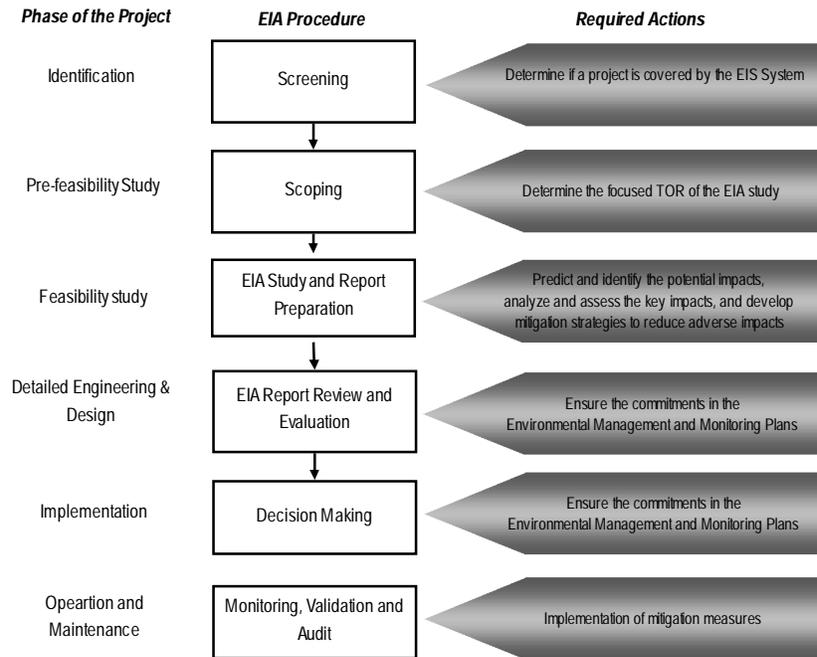 Phase of the Project
EIA Procedure
Required Actions
Identification
Screening
Determine if a project is covered by the EIS System
Pre-feasibility Study
Scoping
Determine the focused TOR of the EIA study
Feasibility study
EIA Study and Report
Preparation
Predict and identify the potential impacts,
analyze and assess the key impacts, and develop
mitigation strategies to reduce adverse impacts
Detailed Engineering &
Design
EIA Report Review and
Evaluation
Ensure the commitments in the
Environmental Management and Monitoring Plans
Implementation
Decision Making
Ensure the commitments in the
Environmental Management and Monitoring Plans
Opeartion and
Maintenance
Monitoring, Validation and
Audit
Implementation of mitigation measures